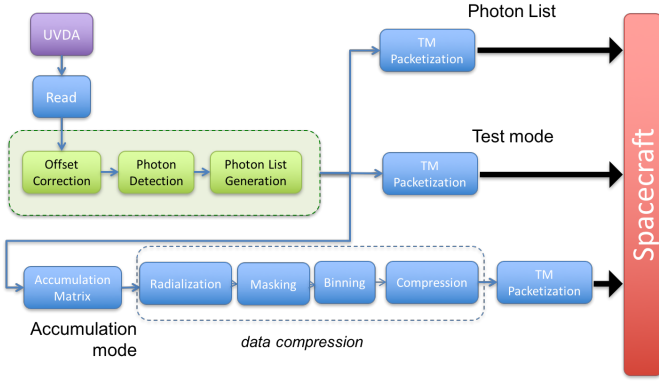 Photon List
UVDA
TM
Packetization
Read
Test mode
Offset
Correction
Photon
Detection
Photon List
Generation
TM
Packetization
Spacecraft
Accumulation
Matrix
Radialization
Masking
Binning
Compression
TM
Packetization
Accumulation
mode
data compression